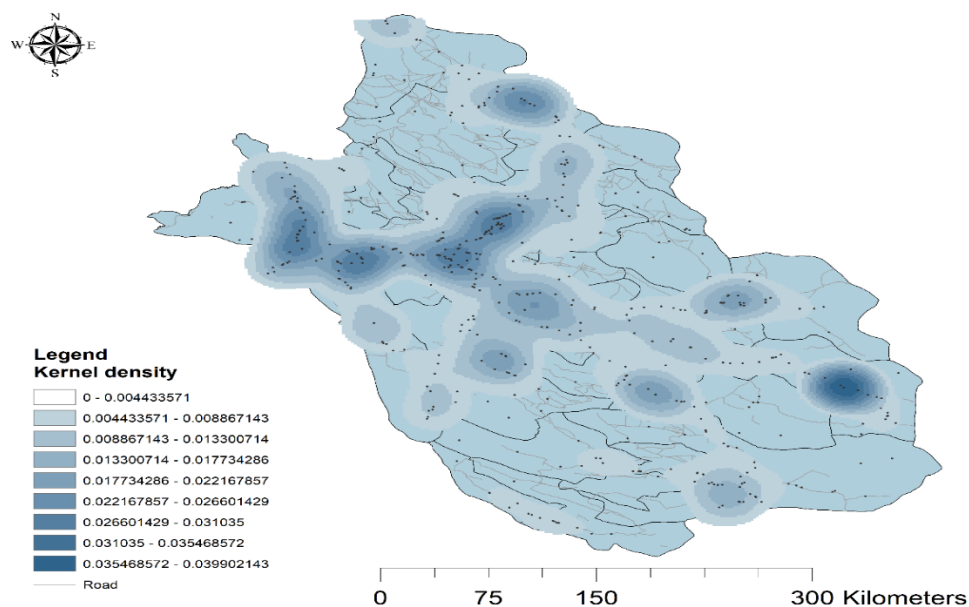 N
W E
S
Legend
Kernel density
0 - 0.004433571
0.004433571 - 0.008867143
0.008867143 - 0.013300714
0.013300714 - 0.017734286
0.017734286 - 0.022167857
0.022167857 - 0.026601429
0.026601429 - 0.031035
0.031035 - 0.035468572
0.035468572 - 0.039902143
Road
0 75 150 300 Kilometers